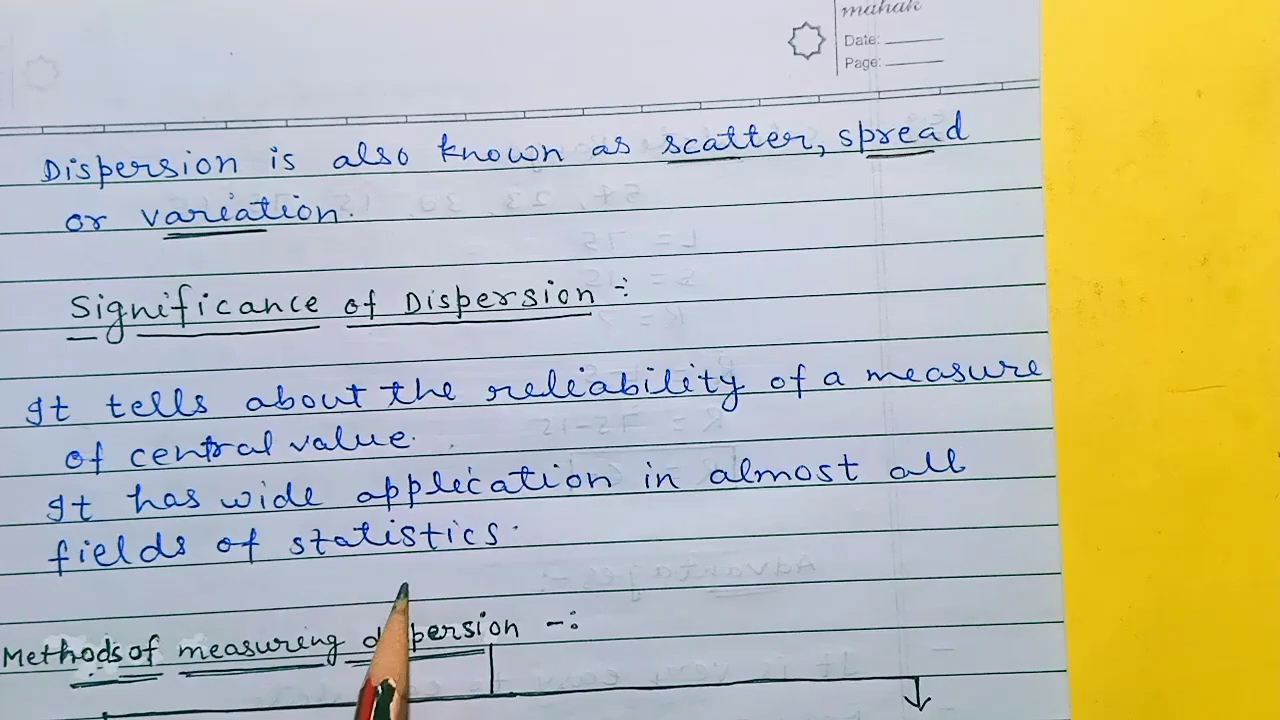 mahak
Date:
Page:
Dispersion is also known as scatter, spread
or variation.
Significance of Dispersion -:
It tells about the reliability of a measure
of central value.
It has wide application in almost all
fields of statistics.
Methods of measuring dispersion -: